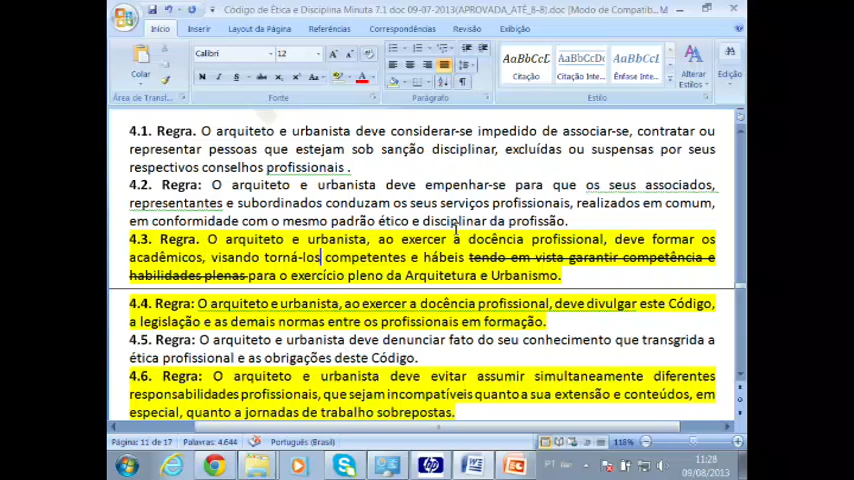 Código de Ética e Disciplina Minuta 7.1 doc 09-07-2013(APROVADA_ATÉ_8-8).doc [Modo de Compatib...
Início Inserir Layout da Página Referências Correspondências Revisão Exibição
Colar
Calibri 12
AaBbCcDc AaBbCcDc AaBbCcDc
Citação Citação Inte... Ênfase Inten...
Alterar Estilos
Edição
Área de Transf... Fonte Parágrafo Estilo
4.1. Regra. O arquiteto e urbanista deve considerar-se impedido de associar-se, contratar ou
representar pessoas que estejam sob sanção disciplinar, excluídas ou suspensas por seus
respectivos conselhos profissionais .
4.2. Regra: O arquiteto e urbanista deve empenhar-se para que os seus associados,
representantes e subordinados conduzam os seus serviços profissionais, realizados em comum,
em conformidade com o mesmo padrão ético e disciplinar da profissão.
4.3. Regra. O arquiteto e urbanista, ao exercer a docência profissional, deve formar os
acadêmicos, visando torná-los competentes e hábeis tendo em vista garantir competência e
habilidades plenas para o exercício pleno da Arquitetura e Urbanismo.
4.4. Regra: O arquiteto e urbanista, ao exercer a docência profissional, deve divulgar este Código,
a legislação e as demais normas entre os profissionais em formação.
4.5. Regra: O arquiteto e urbanista deve denunciar fato do seu conhecimento que transgrida a
ética profissional e as obrigações deste Código.
4.6. Regra: O arquiteto e urbanista deve evitar assumir simultaneamente diferentes
responsabilidades profissionais, que sejam incompatíveis quanto a sua extensão e conteúdos, em
especial, quanto a jornadas de trabalho sobrepostas.
Página: 11 de 17 Palavras: 4.644 Português (Brasil) 118%
PT 11:28
09/08/2013